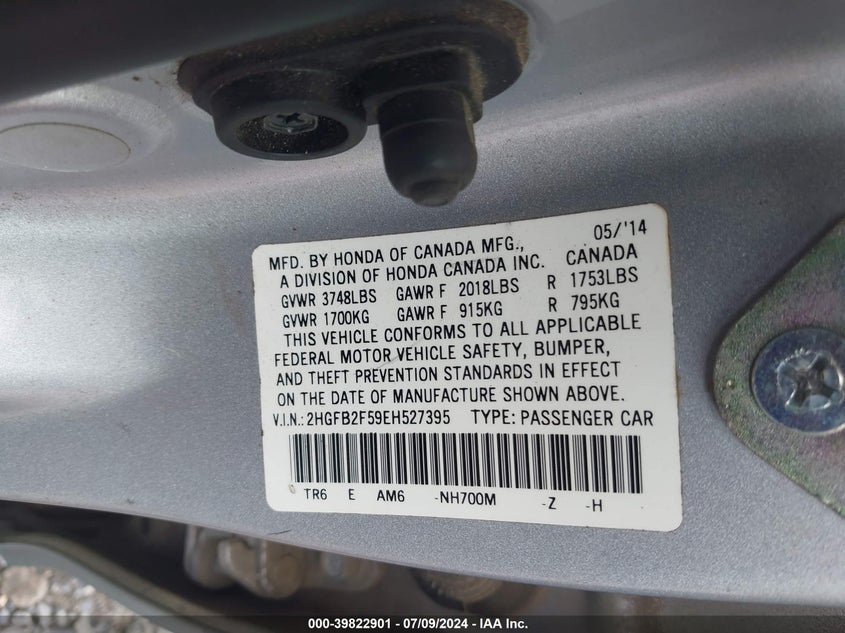 05/'14
MFD. BY HONDA OF CANADA MFG.,
A DIVISION OF HONDA CANADA INC. CANADA
GVWR 3748LBS GAWR F 2018LBS R 1753LBS
GVWR 1700KG GAWR F 915KG R 795KG
THIS VEHICLE CONFORMS TO ALL APPLICABLE
FEDERAL MOTOR VEHICLE SAFETY, BUMPER,
AND THEFT PREVENTION STANDARDS IN EFFECT
ON THE DATE OF MANUFACTURE SHOWN ABOVE.
V.I.N.: 2HGFB2F59EH527395 TYPE: PASSENGER CAR
TR6 E AM6 -NH700M -Z -H
000-39822901 - 07/09/2024 - IAA Inc.